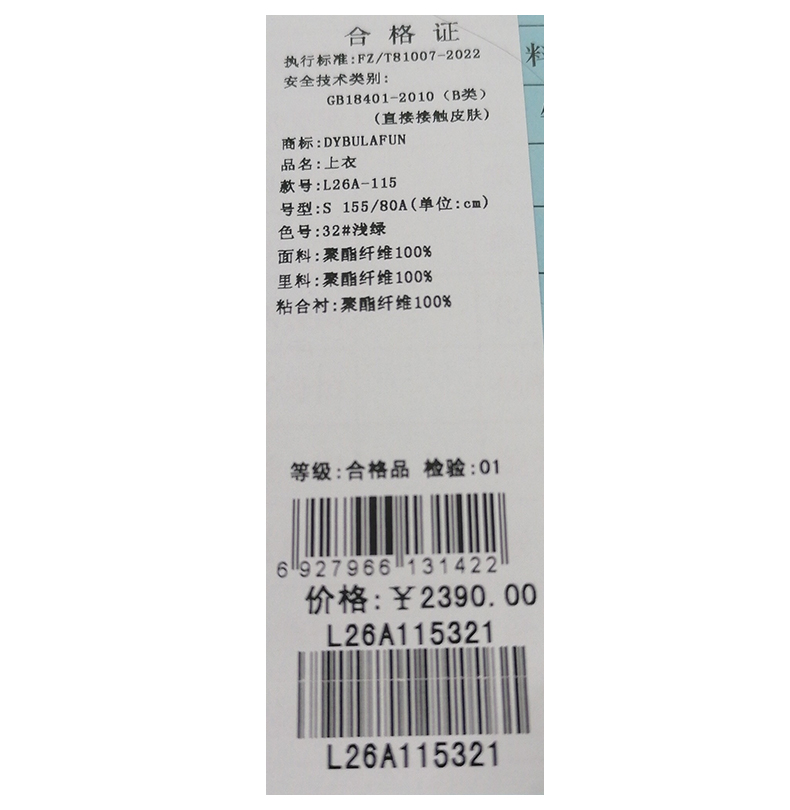 合格证
执行标准:FZ/T81007-2022
安全技术类别:
GB18401-2010（B类）
(直接接触皮肤)
商标:DYBULAFUN
品名:上衣
款号:L26A-115
号型:S 155/80A(单位:cm)
色号:32#浅绿
面料:聚酯纤维100%
里料:聚酯纤维100%
粘合衬:聚酯纤维100%
等级:合格品 检验:01
6 927966 131422
价格:￥2390.00
L26A115321
L26A115321
料